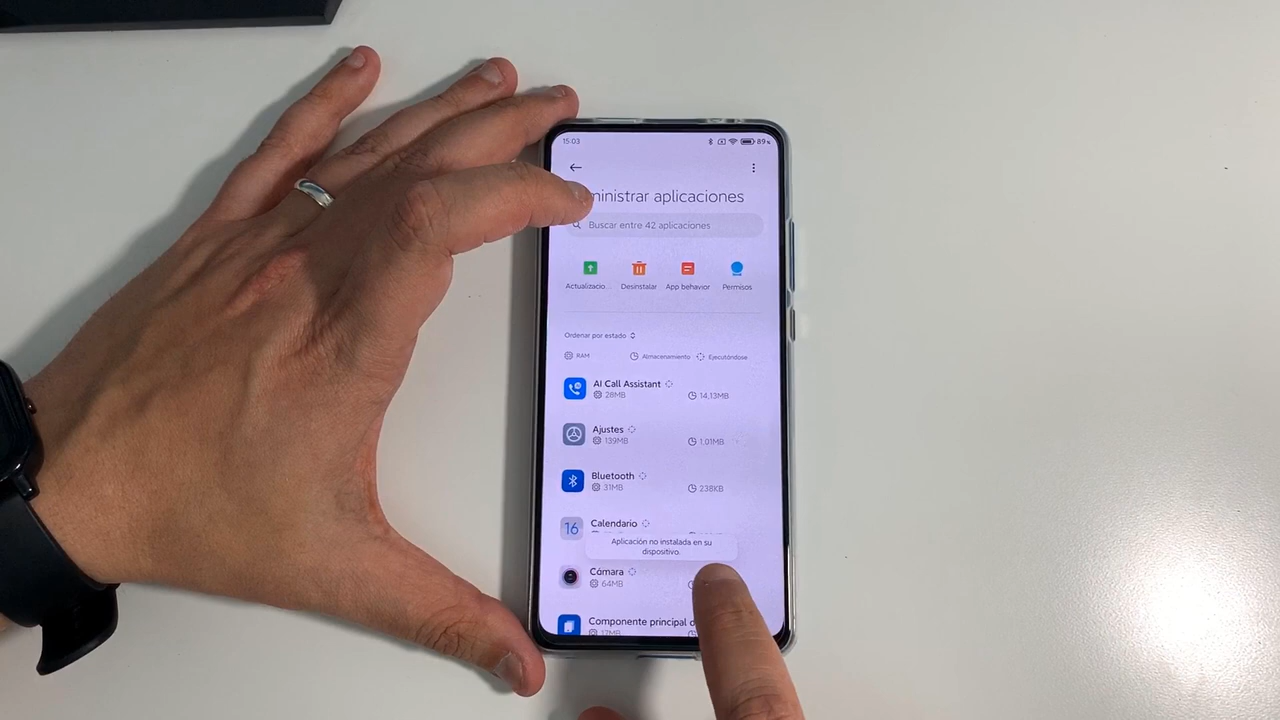 15:03
89%
ministrar aplicaciones
Buscar entre 42 aplicaciones
Actualizacio...
Desinstalar
App behavior
Permisos
Ordenar por estado
RAM
Almacenamiento
Ejecutándose
AI Call Assistant
28MB
14,13MB
Ajustes
139MB
1,01MB
Bluetooth
31MB
238KB
16
Calendario
Aplicación no instalada en su
dispositivo.
Cámara
64MB
Componente principal
17MB